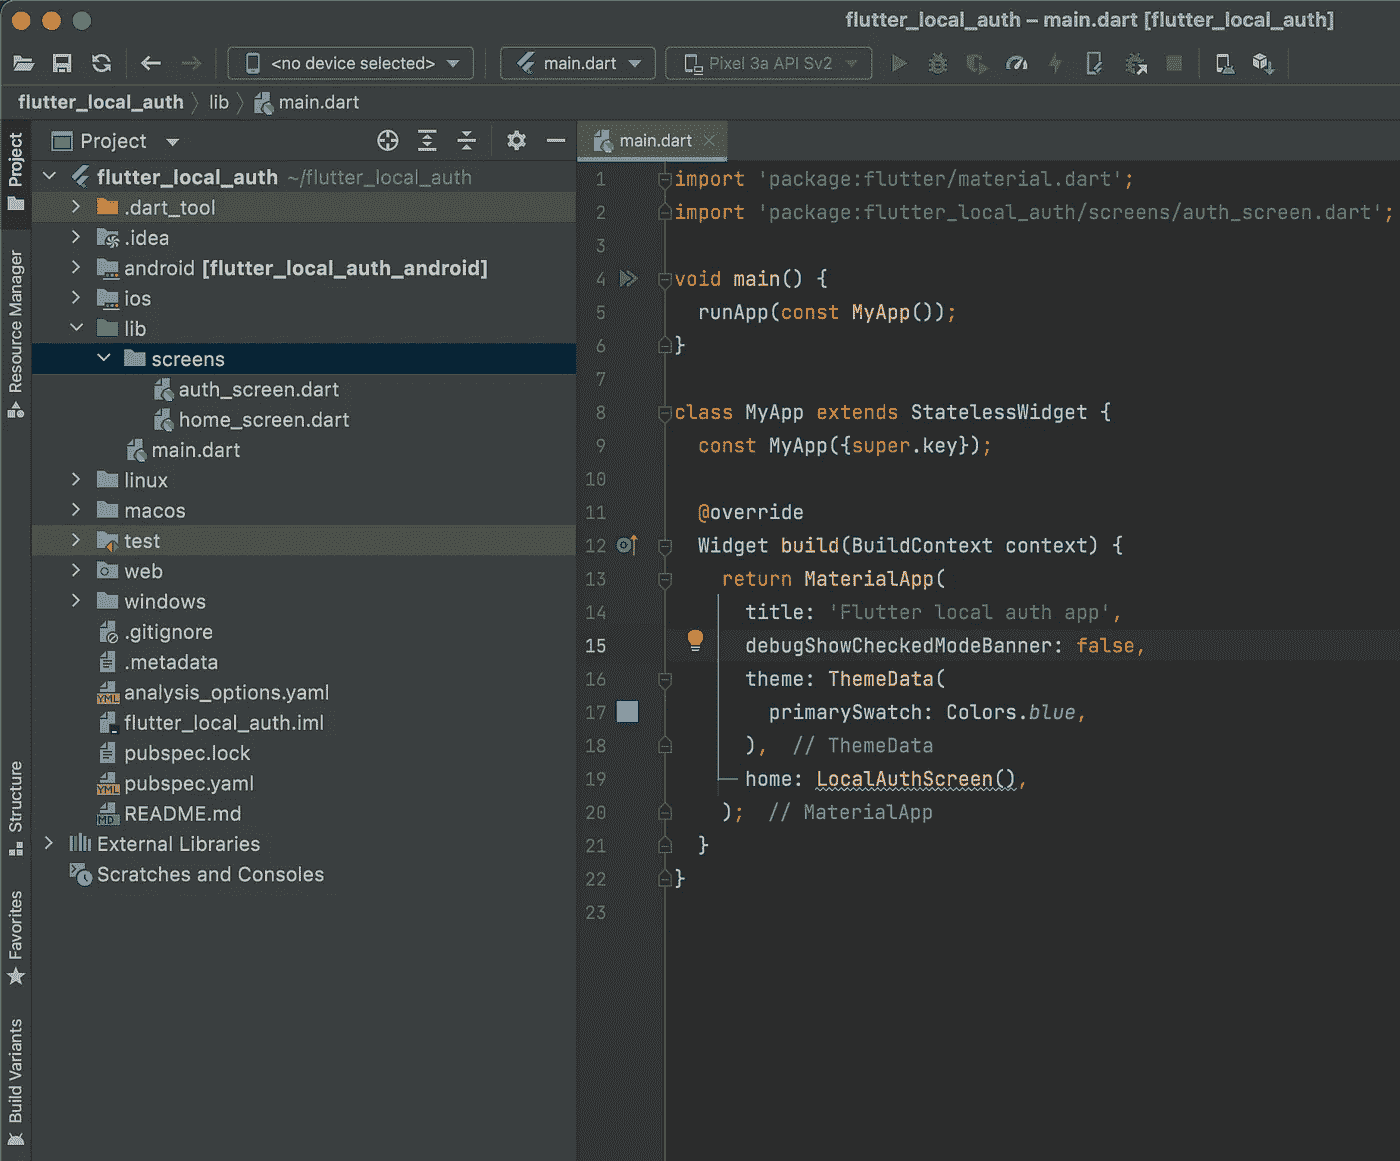 flutter_local_auth – main.dart [flutter_local_auth]
<no device selected>
main.dart
Pixel 3a API Sv2
flutter_local_auth
lib
main.dart
Project
Resource Manager
Structure
Favorites
Build Variants
Project
flutter_local_auth ~/flutter_local_auth
.dart_tool
.idea
android [flutter_local_auth_android]
ios
lib
screens
auth_screen.dart
home_screen.dart
main.dart
linux
macos
test
web
windows
.gitignore
.metadata
analysis_options.yaml
flutter_local_auth.iml
pubspec.lock
pubspec.yaml
README.md
External Libraries
Scratches and Consoles
main.dart
1 import 'package:flutter/material.dart';
2 import 'package:flutter_local_auth/screens/auth_screen.dart';
3
4 void main() {
5 runApp(const MyApp());
6 }
7
8 class MyApp extends StatelessWidget {
9 const MyApp({super.key});
10
11 @override
12 Widget build(BuildContext context) {
13 return MaterialApp(
14 title: 'Flutter local auth app',
15 debugShowCheckedModeBanner: false,
16 theme: ThemeData(
17 primarySwatch: Colors.blue,
18 ), // ThemeData
19 home: LocalAuthScreen(),
20 ); // MaterialApp
21 }
22 }
23